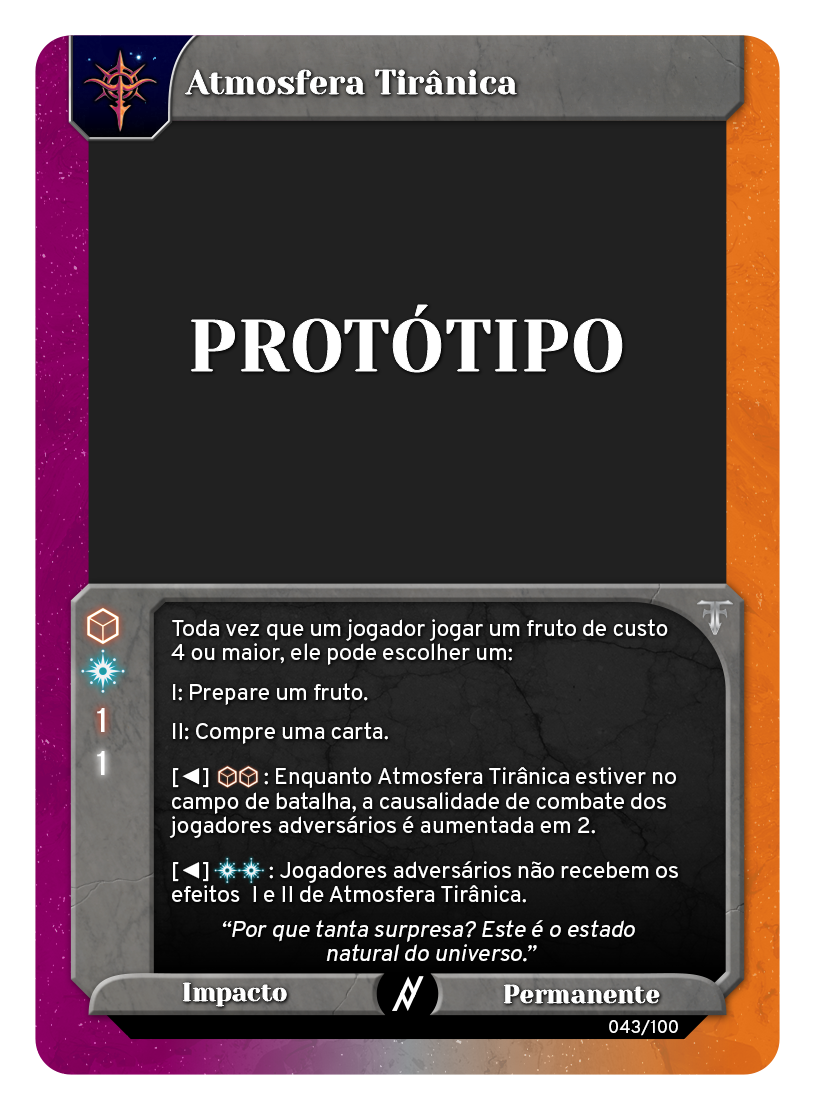 Atmosfera Tirânica
PROTÓTIPO
1
1
Toda vez que um jogador jogar um fruto de custo
4 ou maior, ele pode escolher um:
I: Prepare um fruto.
II: Compre uma carta.
[◄] : Enquanto Atmosfera Tirânica estiver no
campo de batalha, a causalidade de combate dos
jogadores adversários é aumentada em 2.
[◄] : Jogadores adversários não recebem os
efeitos I e II de Atmosfera Tirânica.
“Por que tanta surpresa? Este é o estado
natural do universo.”
Impacto
Permanente
043/100